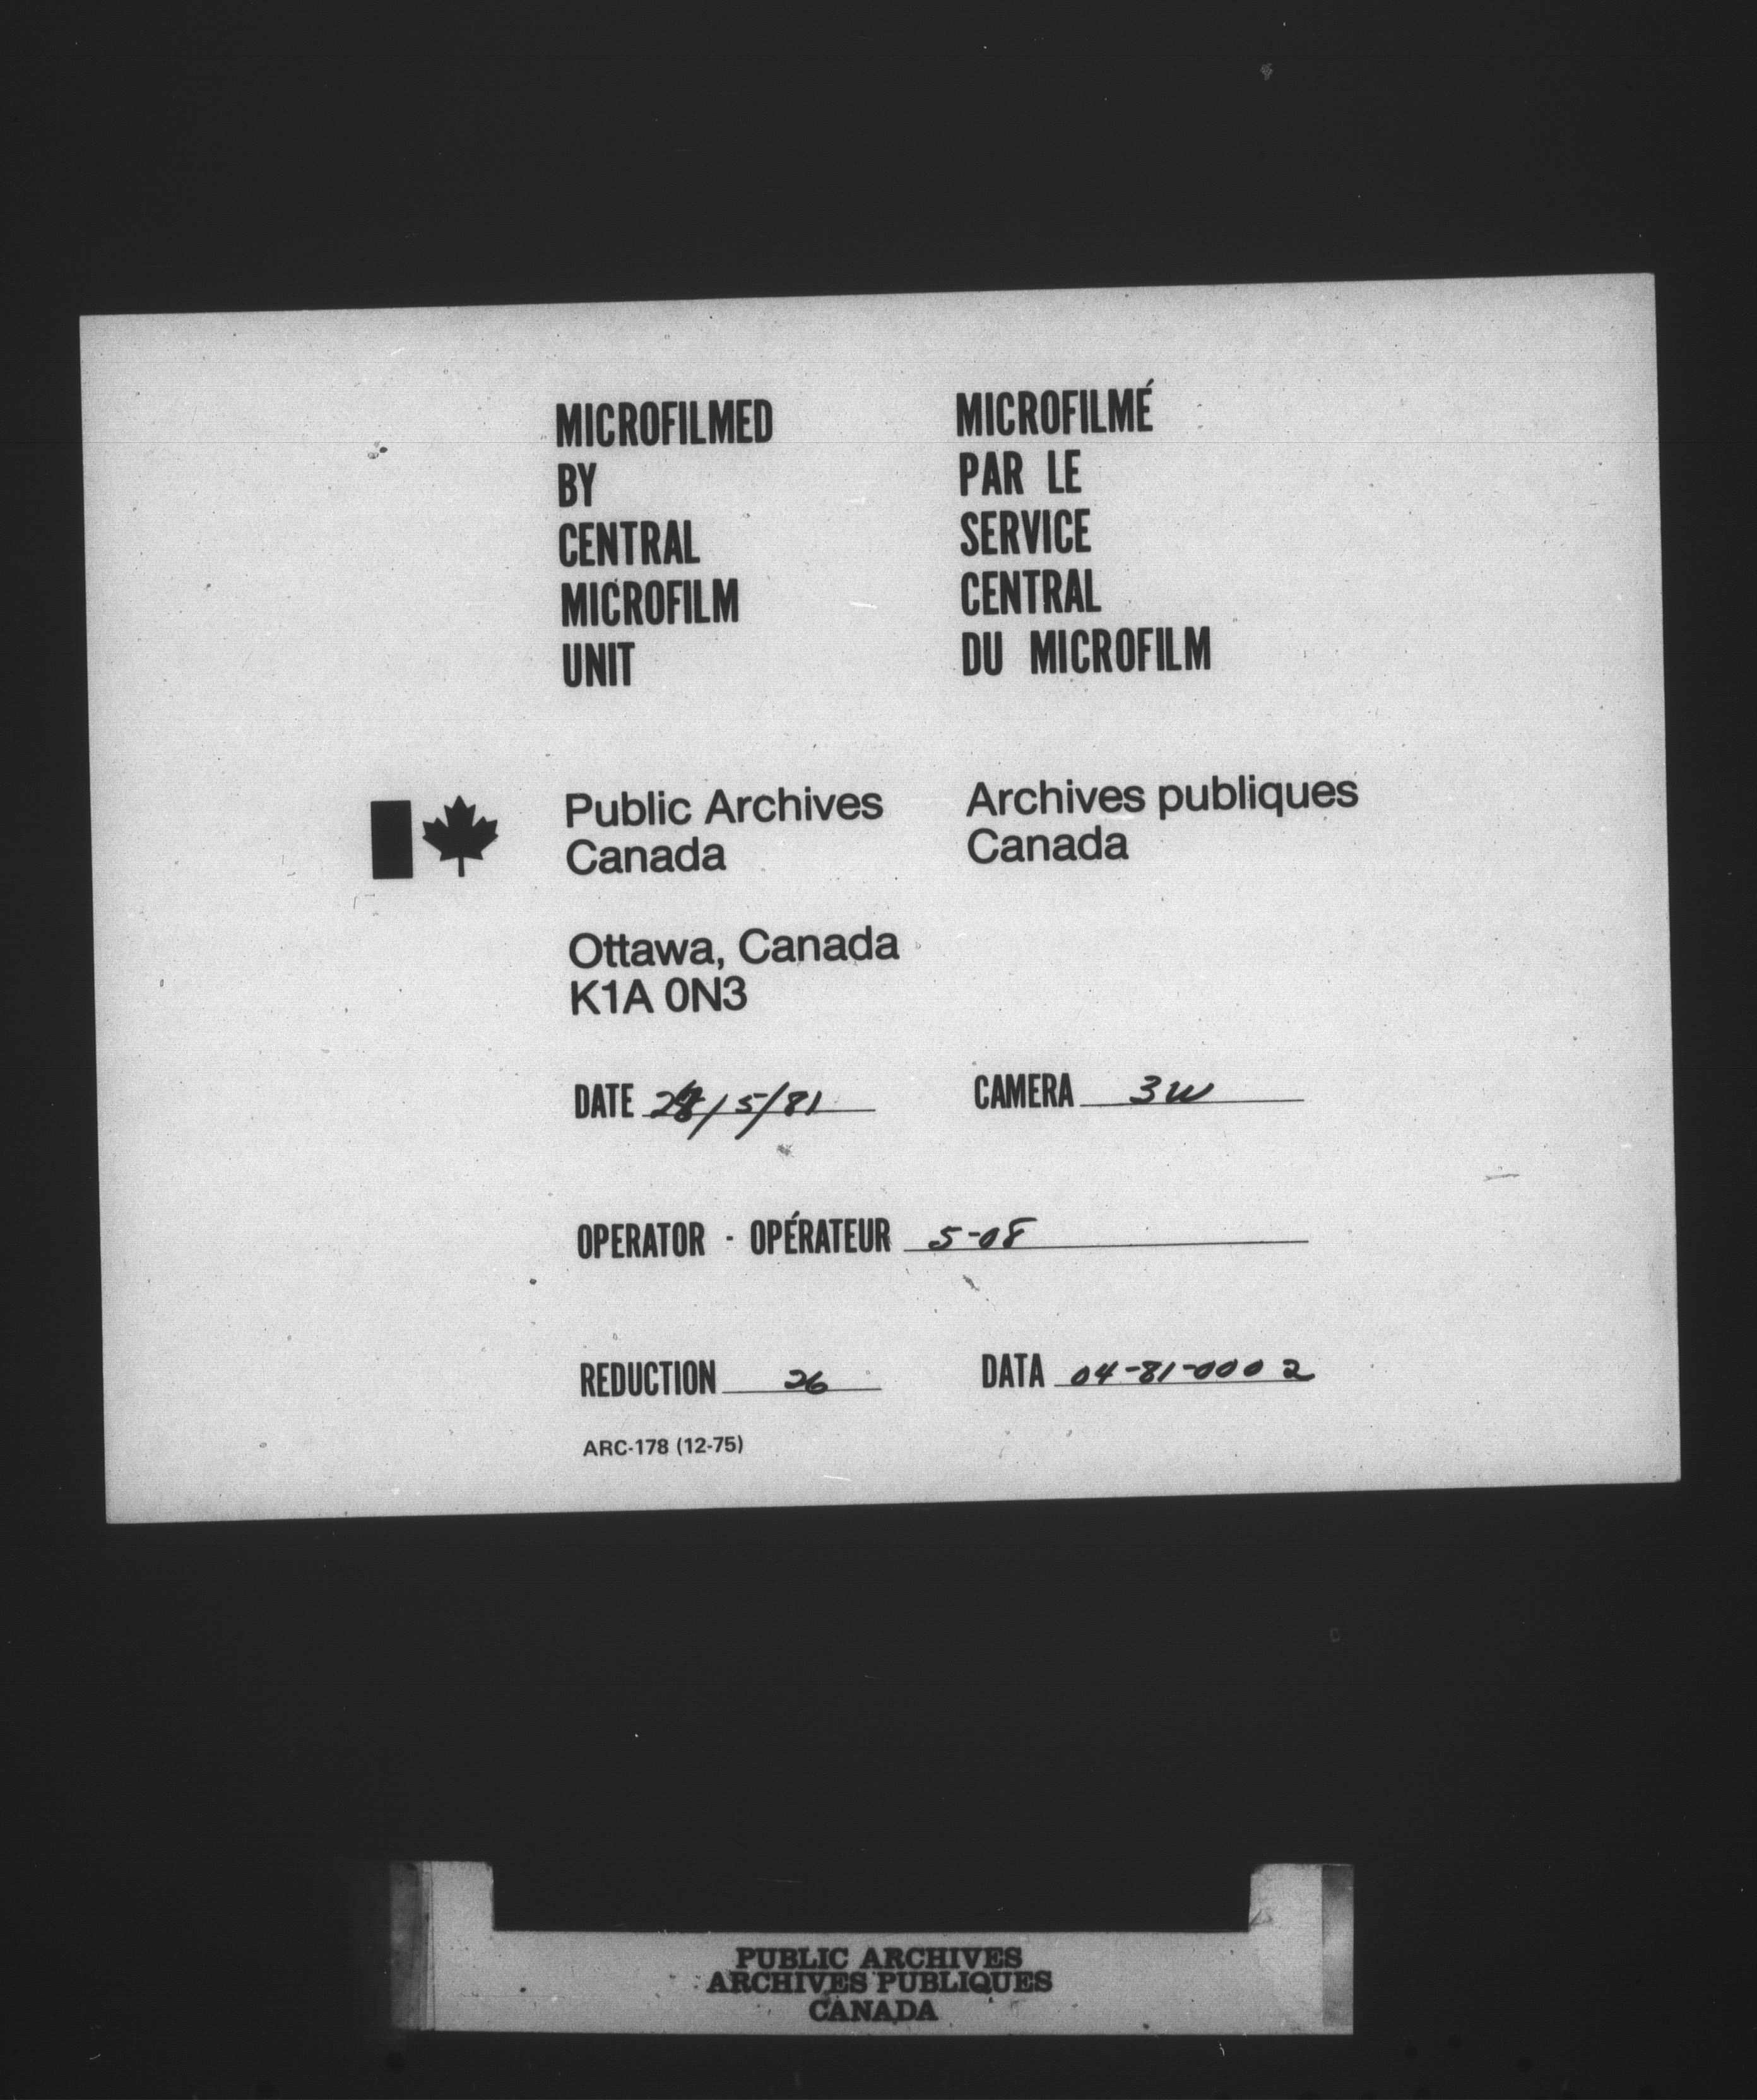 MICROFILMED
BY
CENTRAL
MICROFILM
UNIT
MICROFILMÉ
PAR LE
SERVICE
CENTRAL
DU MICROFILM
Public Archives
Canada
Archives publiques
Canada
Ottawa, Canada
K1A 0N3
DATE /5/81
CAMERA 3W
OPERATOR - OPÉRATEUR 5-08
REDUCTION 26
DATA 04-81-0002
ARC-178 (12-75)
PUBLIC ARCHIVES
ARCHIVES PUBLIQUES
CANADA